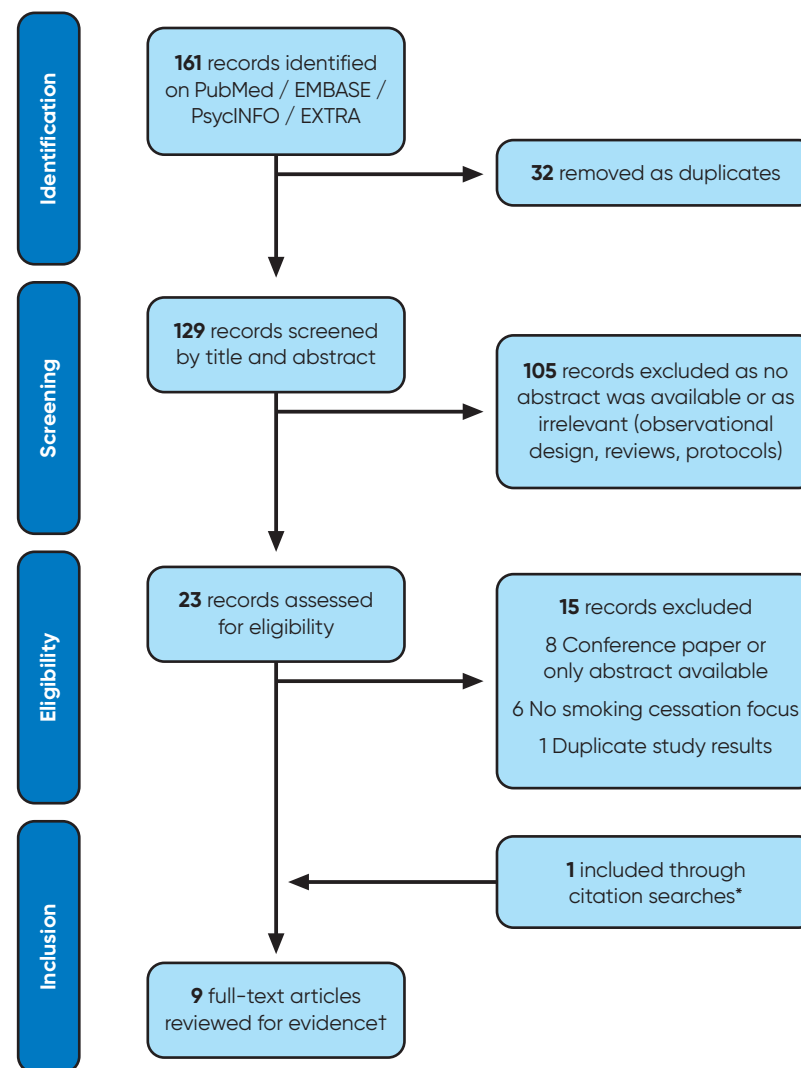 Identification
161 records identified
on PubMed / EMBASE /
PsycINFO / EXTRA
32 removed as duplicates
Screening
129 records screened
by title and abstract
105 records excluded as no
abstract was available or as
irrelevant (observational
design, reviews, protocols)
Eligibility
23 records assessed
for eligibility
15 records excluded
8 Conference paper or
only abstract available
6 No smoking cessation focus
1 Duplicate study results
Inclusion
1 included through
citation searches*
9 full-text articles
reviewed for evidence†